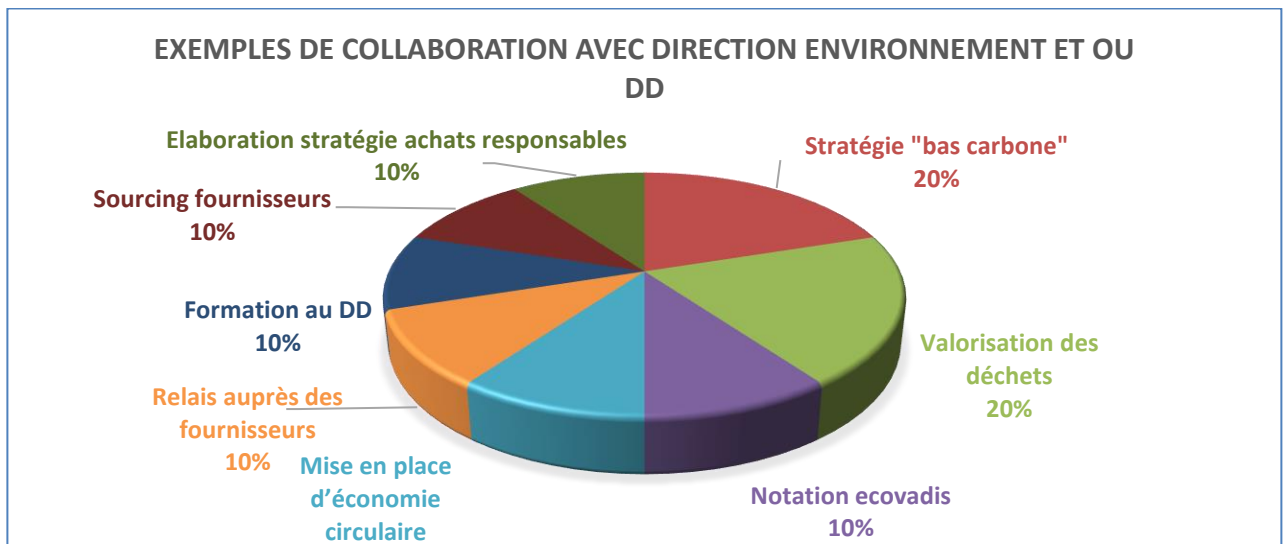 EXEMPLES DE COLLABORATION AVEC DIRECTION ENVIRONNEMENT ET OU
DD
Elaboration stratégie achats responsables
10%
Stratégie "bas carbone"
20%
Sourcing fournisseurs
10%
Formation au DD
10%
Valorisation des
déchets
20%
Relais auprès des
fournisseurs
10%
Mise en place
d’économie
circulaire
Notation ecovadis
10%